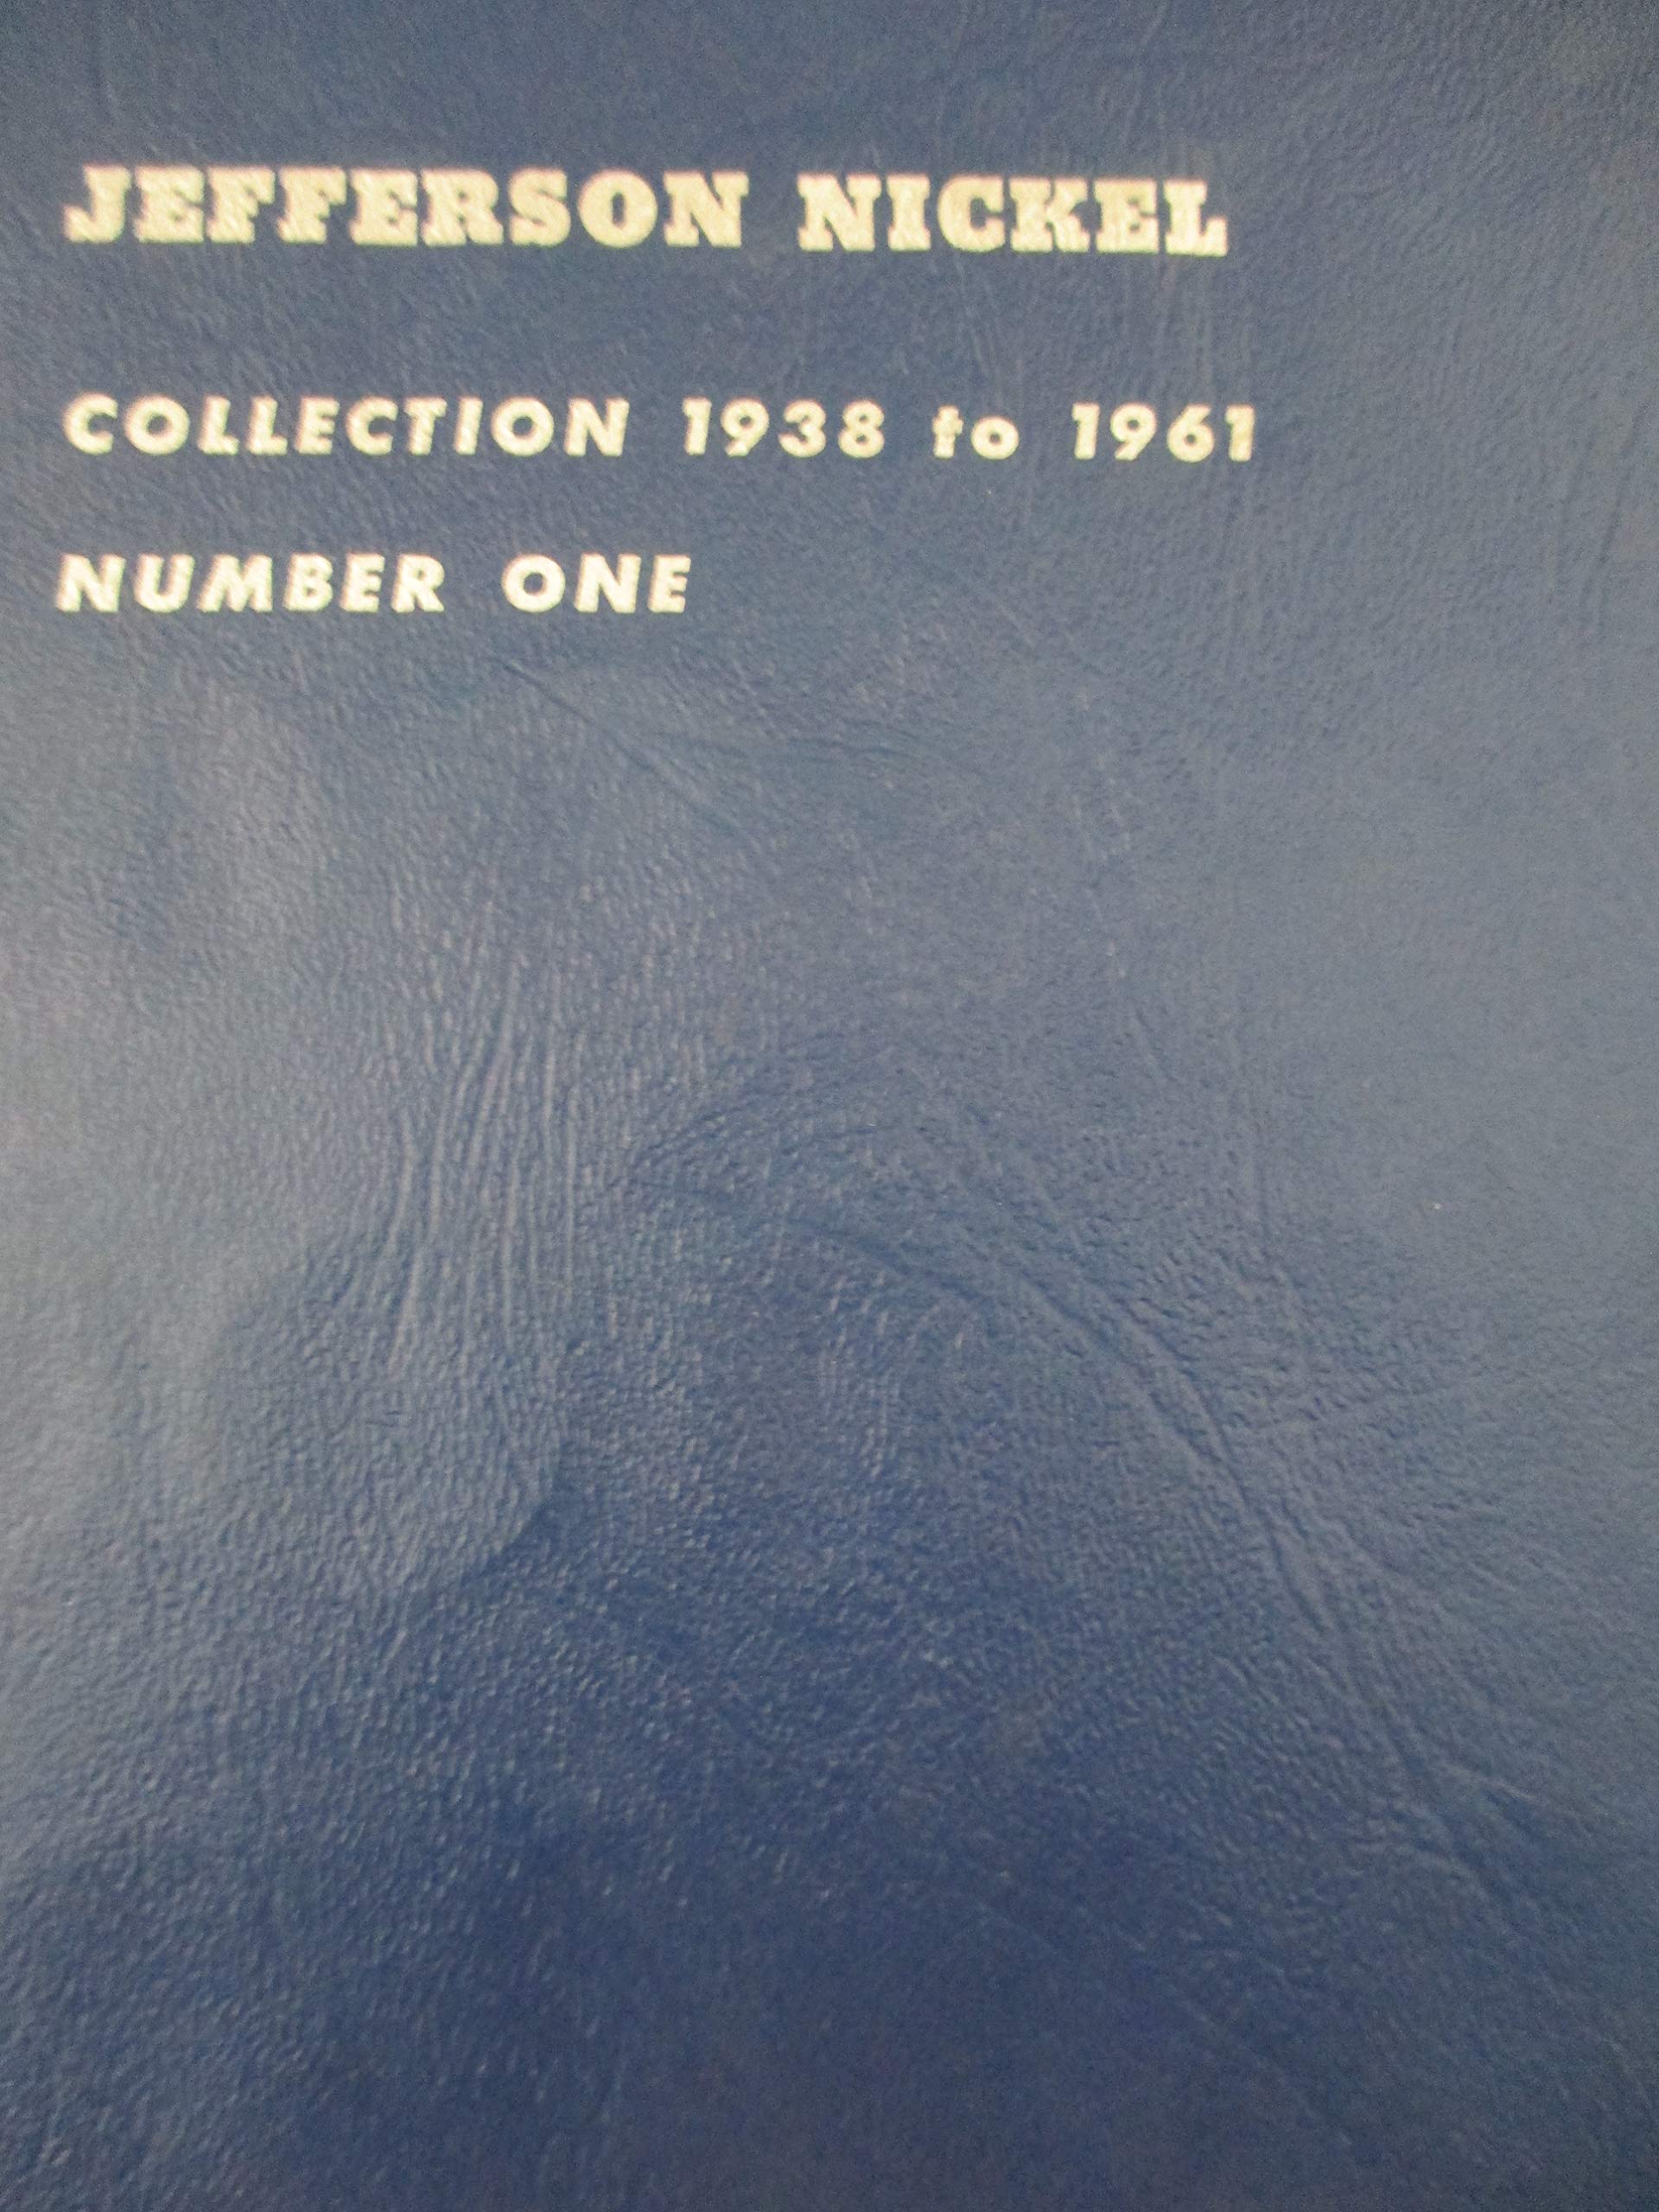 JEFFERSON NICKEL
COLLECTION 1938 to 1961
NUMBER ONE